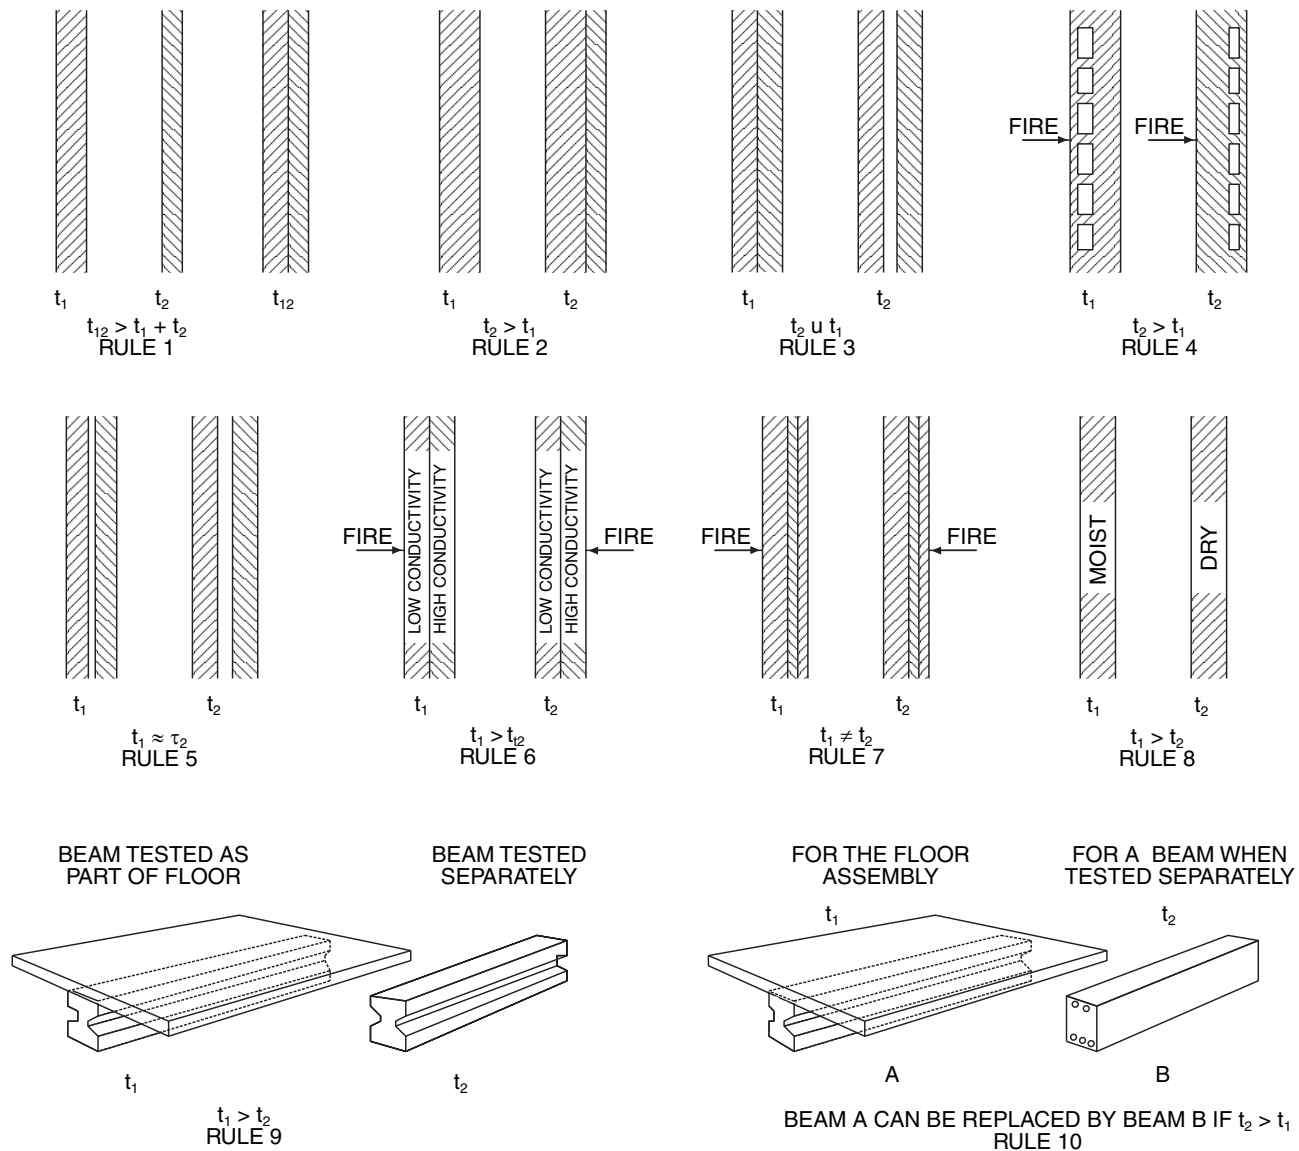 t₁
t₂
t₁₂
t₁₂ > t₁ + t₂
RULE 1
t₁
t₂
t₂ > t₁
RULE 2
t₁
t₂
t₂ u t₁
RULE 3
FIRE
FIRE
t₁
t₂
t₂ > t₁
RULE 4
t₁
t₂
t₁ ≈ τ₂
RULE 5
FIRE
LOW CONDUCTIVITY
HIGH CONDUCTIVITY
LOW CONDUCTIVITY
HIGH CONDUCTIVITY
FIRE
t₁
t₂
t₁ > t_t2
RULE 6
FIRE
FIRE
t₁
t₂
t₁ ≠ t₂
RULE 7
MOIST
DRY
t₁
t₂
t₁ > t₂
RULE 8
BEAM TESTED AS
PART OF FLOOR
BEAM TESTED
SEPARATELY
t₁
t₂
t₁ > t₂
RULE 9
FOR THE FLOOR
ASSEMBLY
t₁
FOR A BEAM WHEN
TESTED SEPARATELY
t₂
A
B
BEAM A CAN BE REPLACED BY BEAM B IF t₂ > t₁
RULE 10